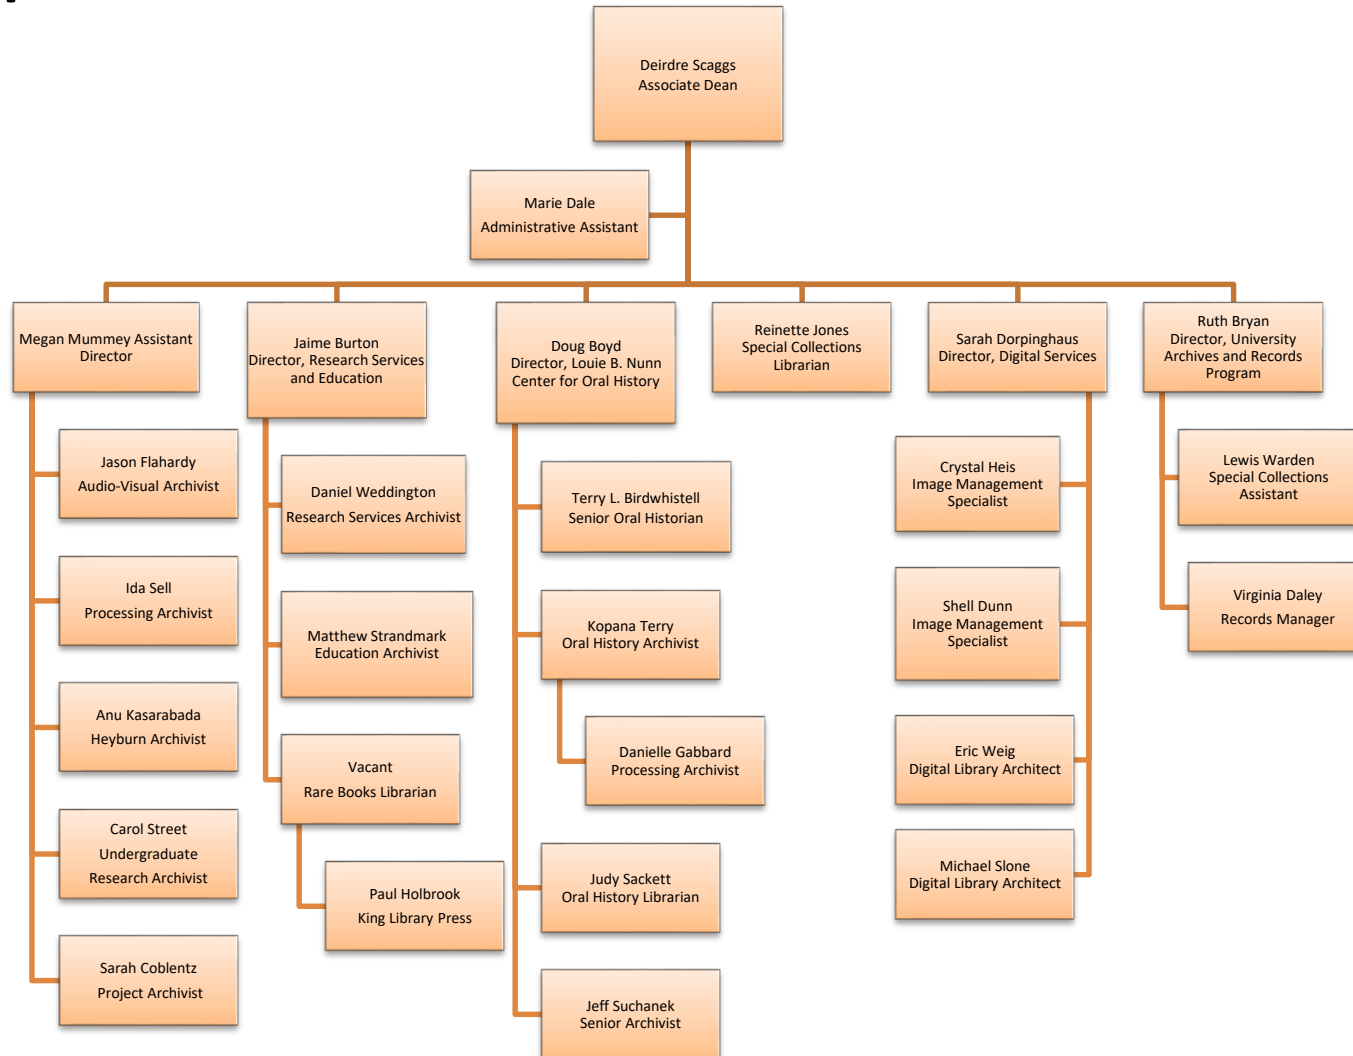 Deirdre Scaggs
Associate Dean
Marie Dale
Administrative Assistant
Megan Mummey Assistant
Director
Jason Flahardy
Audio-Visual Archivist
Ida Sell
Processing Archivist
Anu Kasarabada
Heyburn Archivist
Carol Street
Undergraduate
Research Archivist
Sarah Coblentz
Project Archivist
Jaime Burton
Director, Research Services
and Education
Daniel Weddington
Research Services Archivist
Matthew Strandmark
Education Archivist
Vacant
Rare Books Librarian
Paul Holbrook
King Library Press
Doug Boyd
Director, Louie B. Nunn
Center for Oral History
Terry L. Birdwhistell
Senior Oral Historian
Kopana Terry
Oral History Archivist
Danielle Gabbard
Processing Archivist
Judy Sackett
Oral History Librarian
Jeff Suchanek
Senior Archivist
Reinette Jones
Special Collections
Librarian
Sarah Dorpinghaus
Director, Digital Services
Crystal Heis
Image Management
Specialist
Shell Dunn
Image Management
Specialist
Eric Weig
Digital Library Architect
Michael Slone
Digital Library Architect
Ruth Bryan
Director, University
Archives and Records
Program
Lewis Warden
Special Collections
Assistant
Virginia Daley
Records Manager